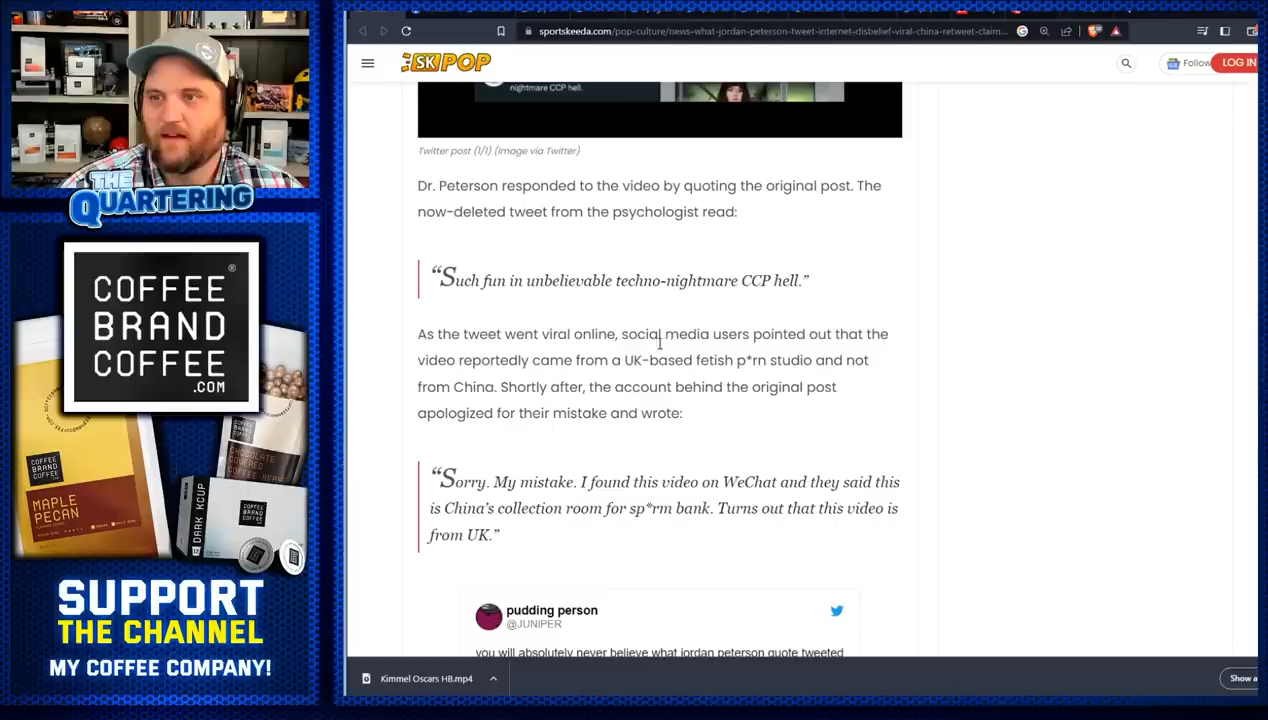 THE
QUARTERING
COFFEE
BRAND
COFFEE
.COM
COFFEE
BRAND
COFFEE
MAPLE
PECAN
CHOCOLATE
COVERED
DARK KCUP
SUPPORT
THE CHANNEL
MY COFFEE COMPANY!
sportskeeda.com/pop-culture/news-what-jordan-peterson-tweet-internet-disbelief-viral-china-retweet-claim...
SK POP
Follow
LOG IN
nightmare CCP hell.
Twitter post (1/1) (Image via Twitter)
Dr. Peterson responded to the video by quoting the original post. The
now-deleted tweet from the psychologist read:
“Such fun in unbelievable techno-nightmare CCP hell.”
As the tweet went viral online, social media users pointed out that the
video reportedly came from a UK-based fetish p*rn studio and not
from China. Shortly after, the account behind the original post
apologized for their mistake and wrote:
“Sorry. My mistake. I found this video on WeChat and they said this
is China’s collection room for sp*rm bank. Turns out that this video is
from UK.”
pudding person
@JUNIPER
you will absolutely never believe what jordan peterson quote tweeted
Kimmel Oscars HB.mp4
Show a